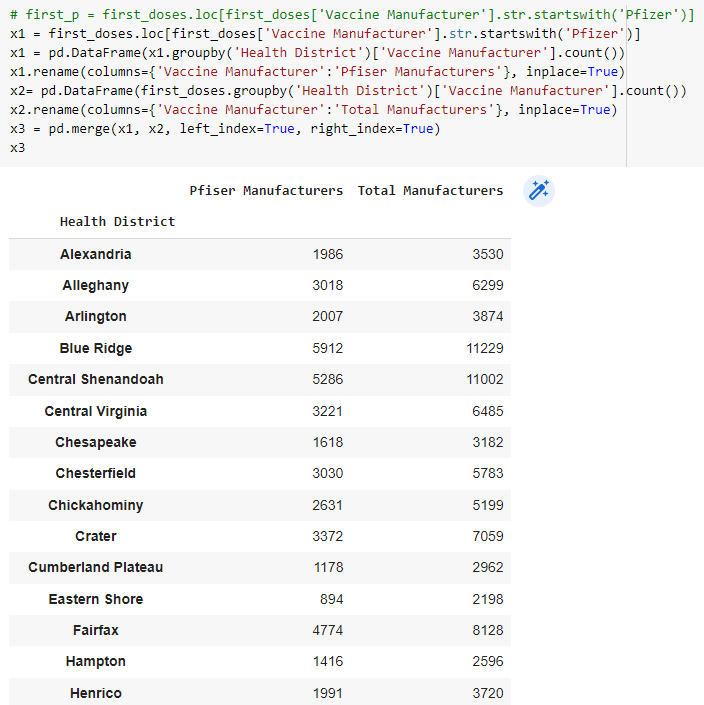 # first_p = first_doses.loc[first_doses['Vaccine Manufacturer'].str.startswith('Pfizer')]
x1 = first_doses.loc[first_doses['Vaccine Manufacturer'].str.startswith('Pfizer')]
x1 = pd.DataFrame(x1.groupby('Health District')['Vaccine Manufacturer'].count())
x1.rename(columns={'Vaccine Manufacturer':'Pfiser Manufacturers'}, inplace=True)
x2= pd.DataFrame(first_doses.groupby('Health District')['Vaccine Manufacturer'].count())
x2.rename(columns={'Vaccine Manufacturer':'Total Manufacturers'}, inplace=True)
x3 = pd.merge(x1, x2, left_index=True, right_index=True)
x3
Pfiser Manufacturers Total Manufacturers
Health District
Alexandria 1986 3530
Alleghany 3018 6299
Arlington 2007 3874
Blue Ridge 5912 11229
Central Shenandoah 5286 11002
Central Virginia 3221 6485
Chesapeake 1618 3182
Chesterfield 3030 5783
Chickahominy 2631 5199
Crater 3372 7059
Cumberland Plateau 1178 2962
Eastern Shore 894 2198
Fairfax 4774 8128
Hampton 1416 2596
Henrico 1991 3720